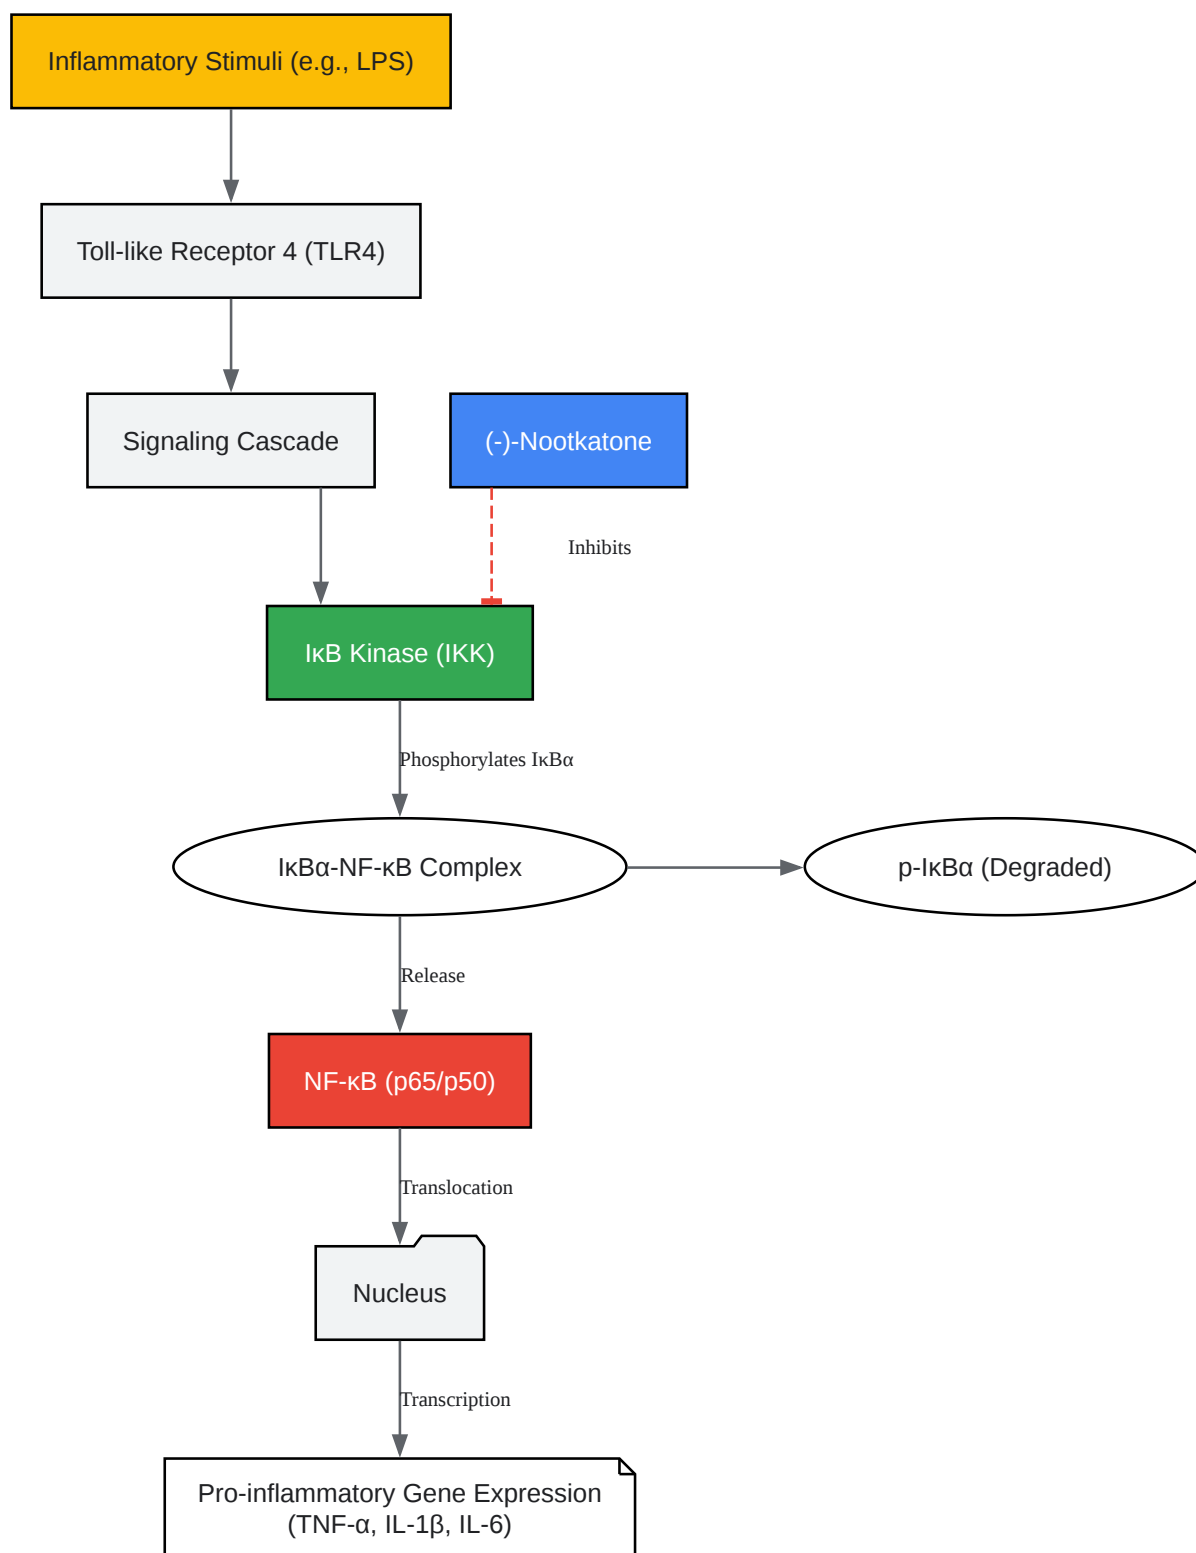 Inflammatory Stimuli (e.g., LPS)
Toll-like Receptor 4 (TLR4)
Signaling Cascade
(-)-Nootkatone
Inhibits
IκB Kinase (IKK)
Phosphorylates IκBα
IκBα-NF-κB Complex
p-IκBα (Degraded)
Release
NF-κB (p65/p50)
Translocation
Nucleus
Transcription
Pro-inflammatory Gene Expression
(TNF-α, IL-1β, IL-6)